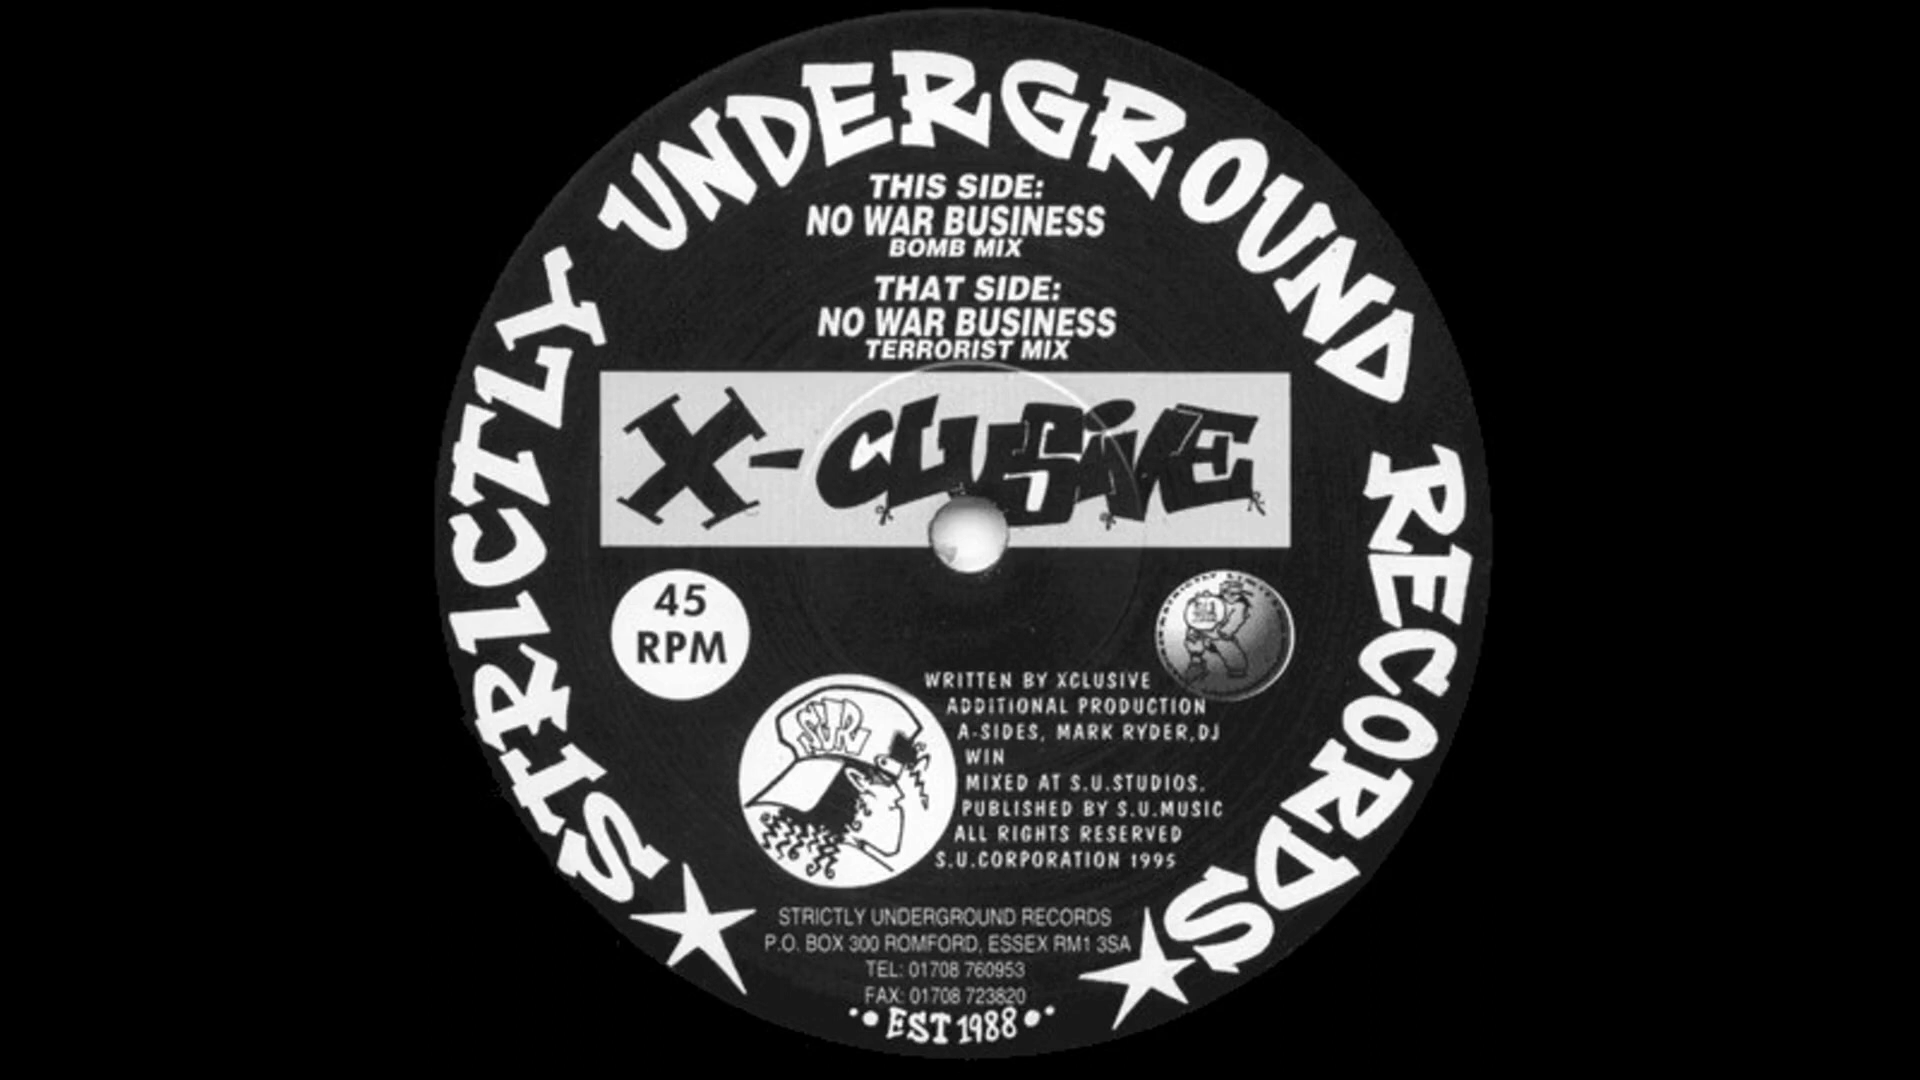 STRICTLY UNDERGROUND RECORDS
THIS SIDE:
NO WAR BUSINESS
BOMB MIX
THAT SIDE:
NO WAR BUSINESS
TERRORIST MIX
X-CLUSIVE
45
RPM
SUR
WRITTEN BY XCLUSIVE
ADDITIONAL PRODUCTION
A-SIDES, MARK RYDER,DJ
WIN
MIXED AT S.U.STUDIOS.
PUBLISHED BY S.U.MUSIC
ALL RIGHTS RESERVED
S.U.CORPORATION 1995
STRICTLY UNDERGROUND RECORDS
P.O. BOX 300 ROMFORD, ESSEX RM1 3SA
TEL: 01708 760953
FAX: 01708 723820
EST 1988